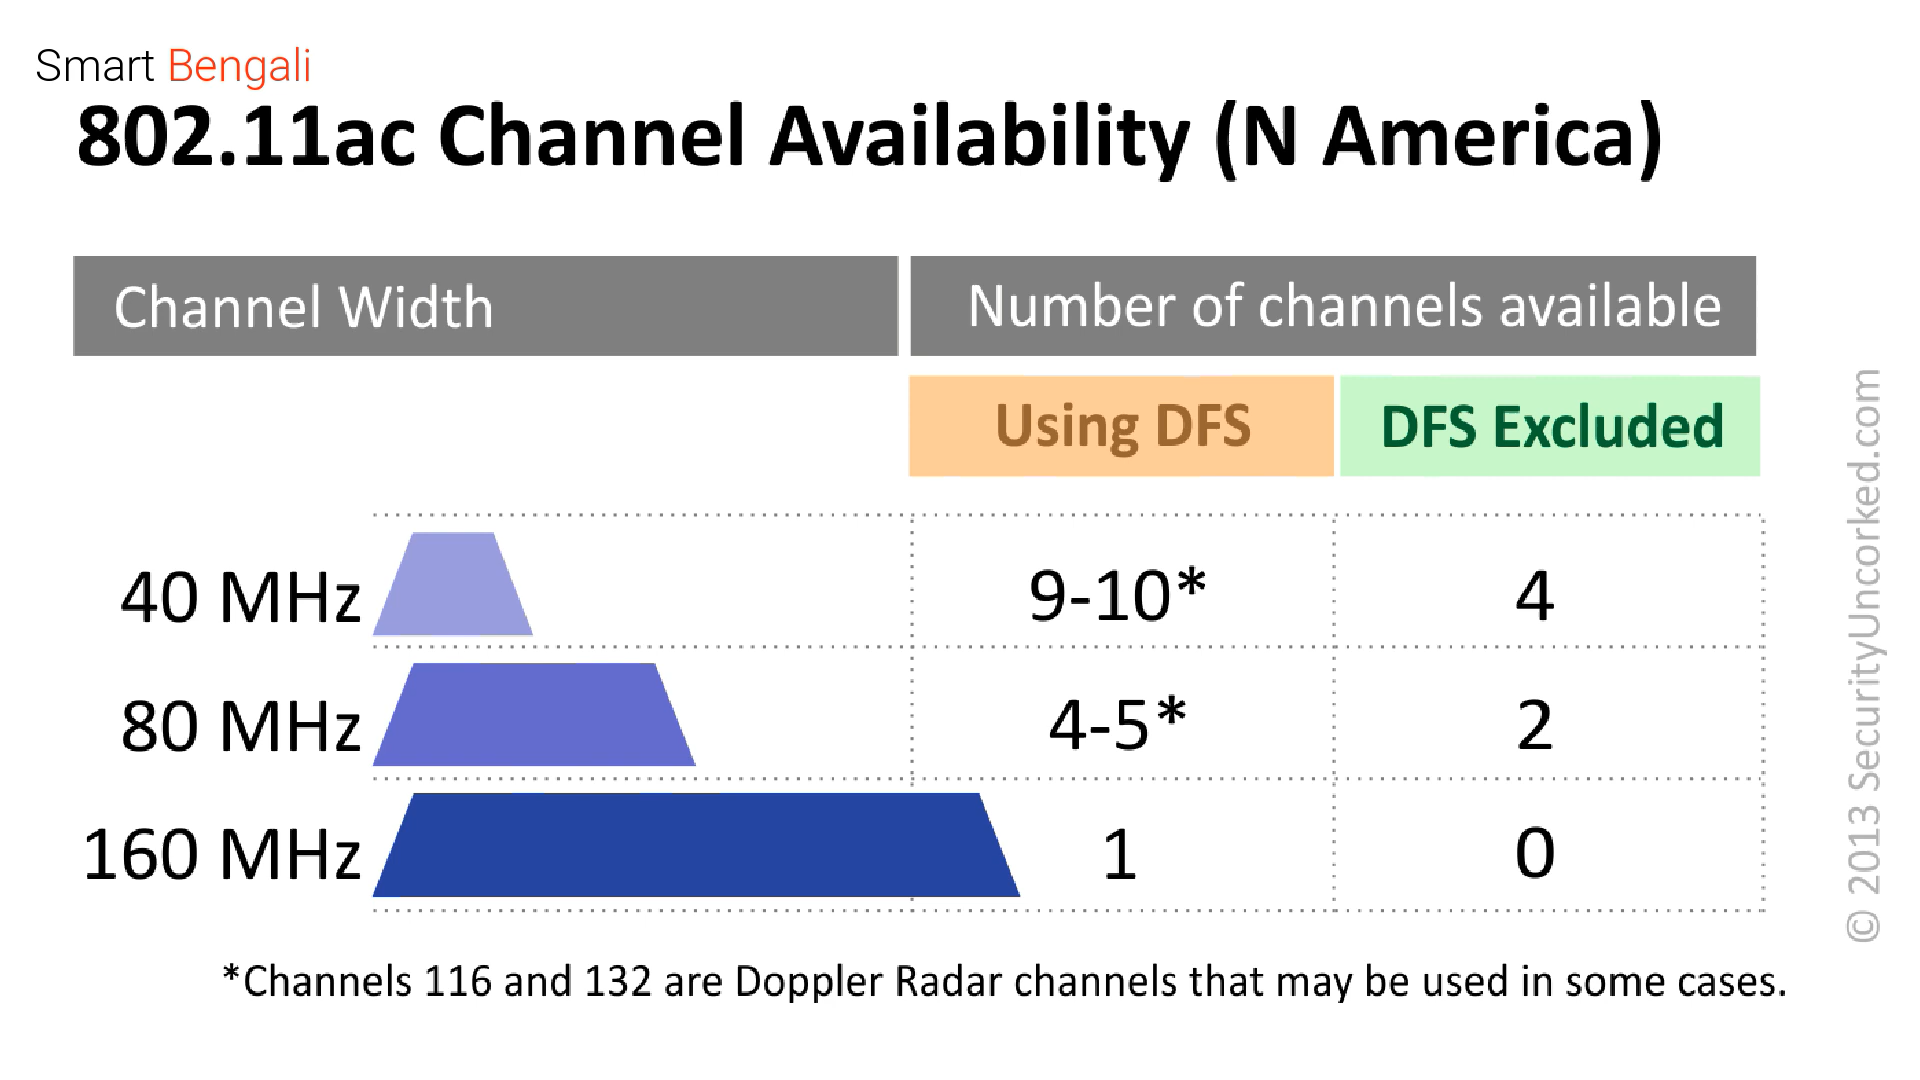 Smart Bengali
802.11ac Channel Availability (N America)
Channel Width
Number of channels available
Using DFS
DFS Excluded
40 MHz
9-10*
4
80 MHz
4-5*
2
160 MHz
1
0
*Channels 116 and 132 are Doppler Radar channels that may be used in some cases.
© 2013 SecurityUncorked.com